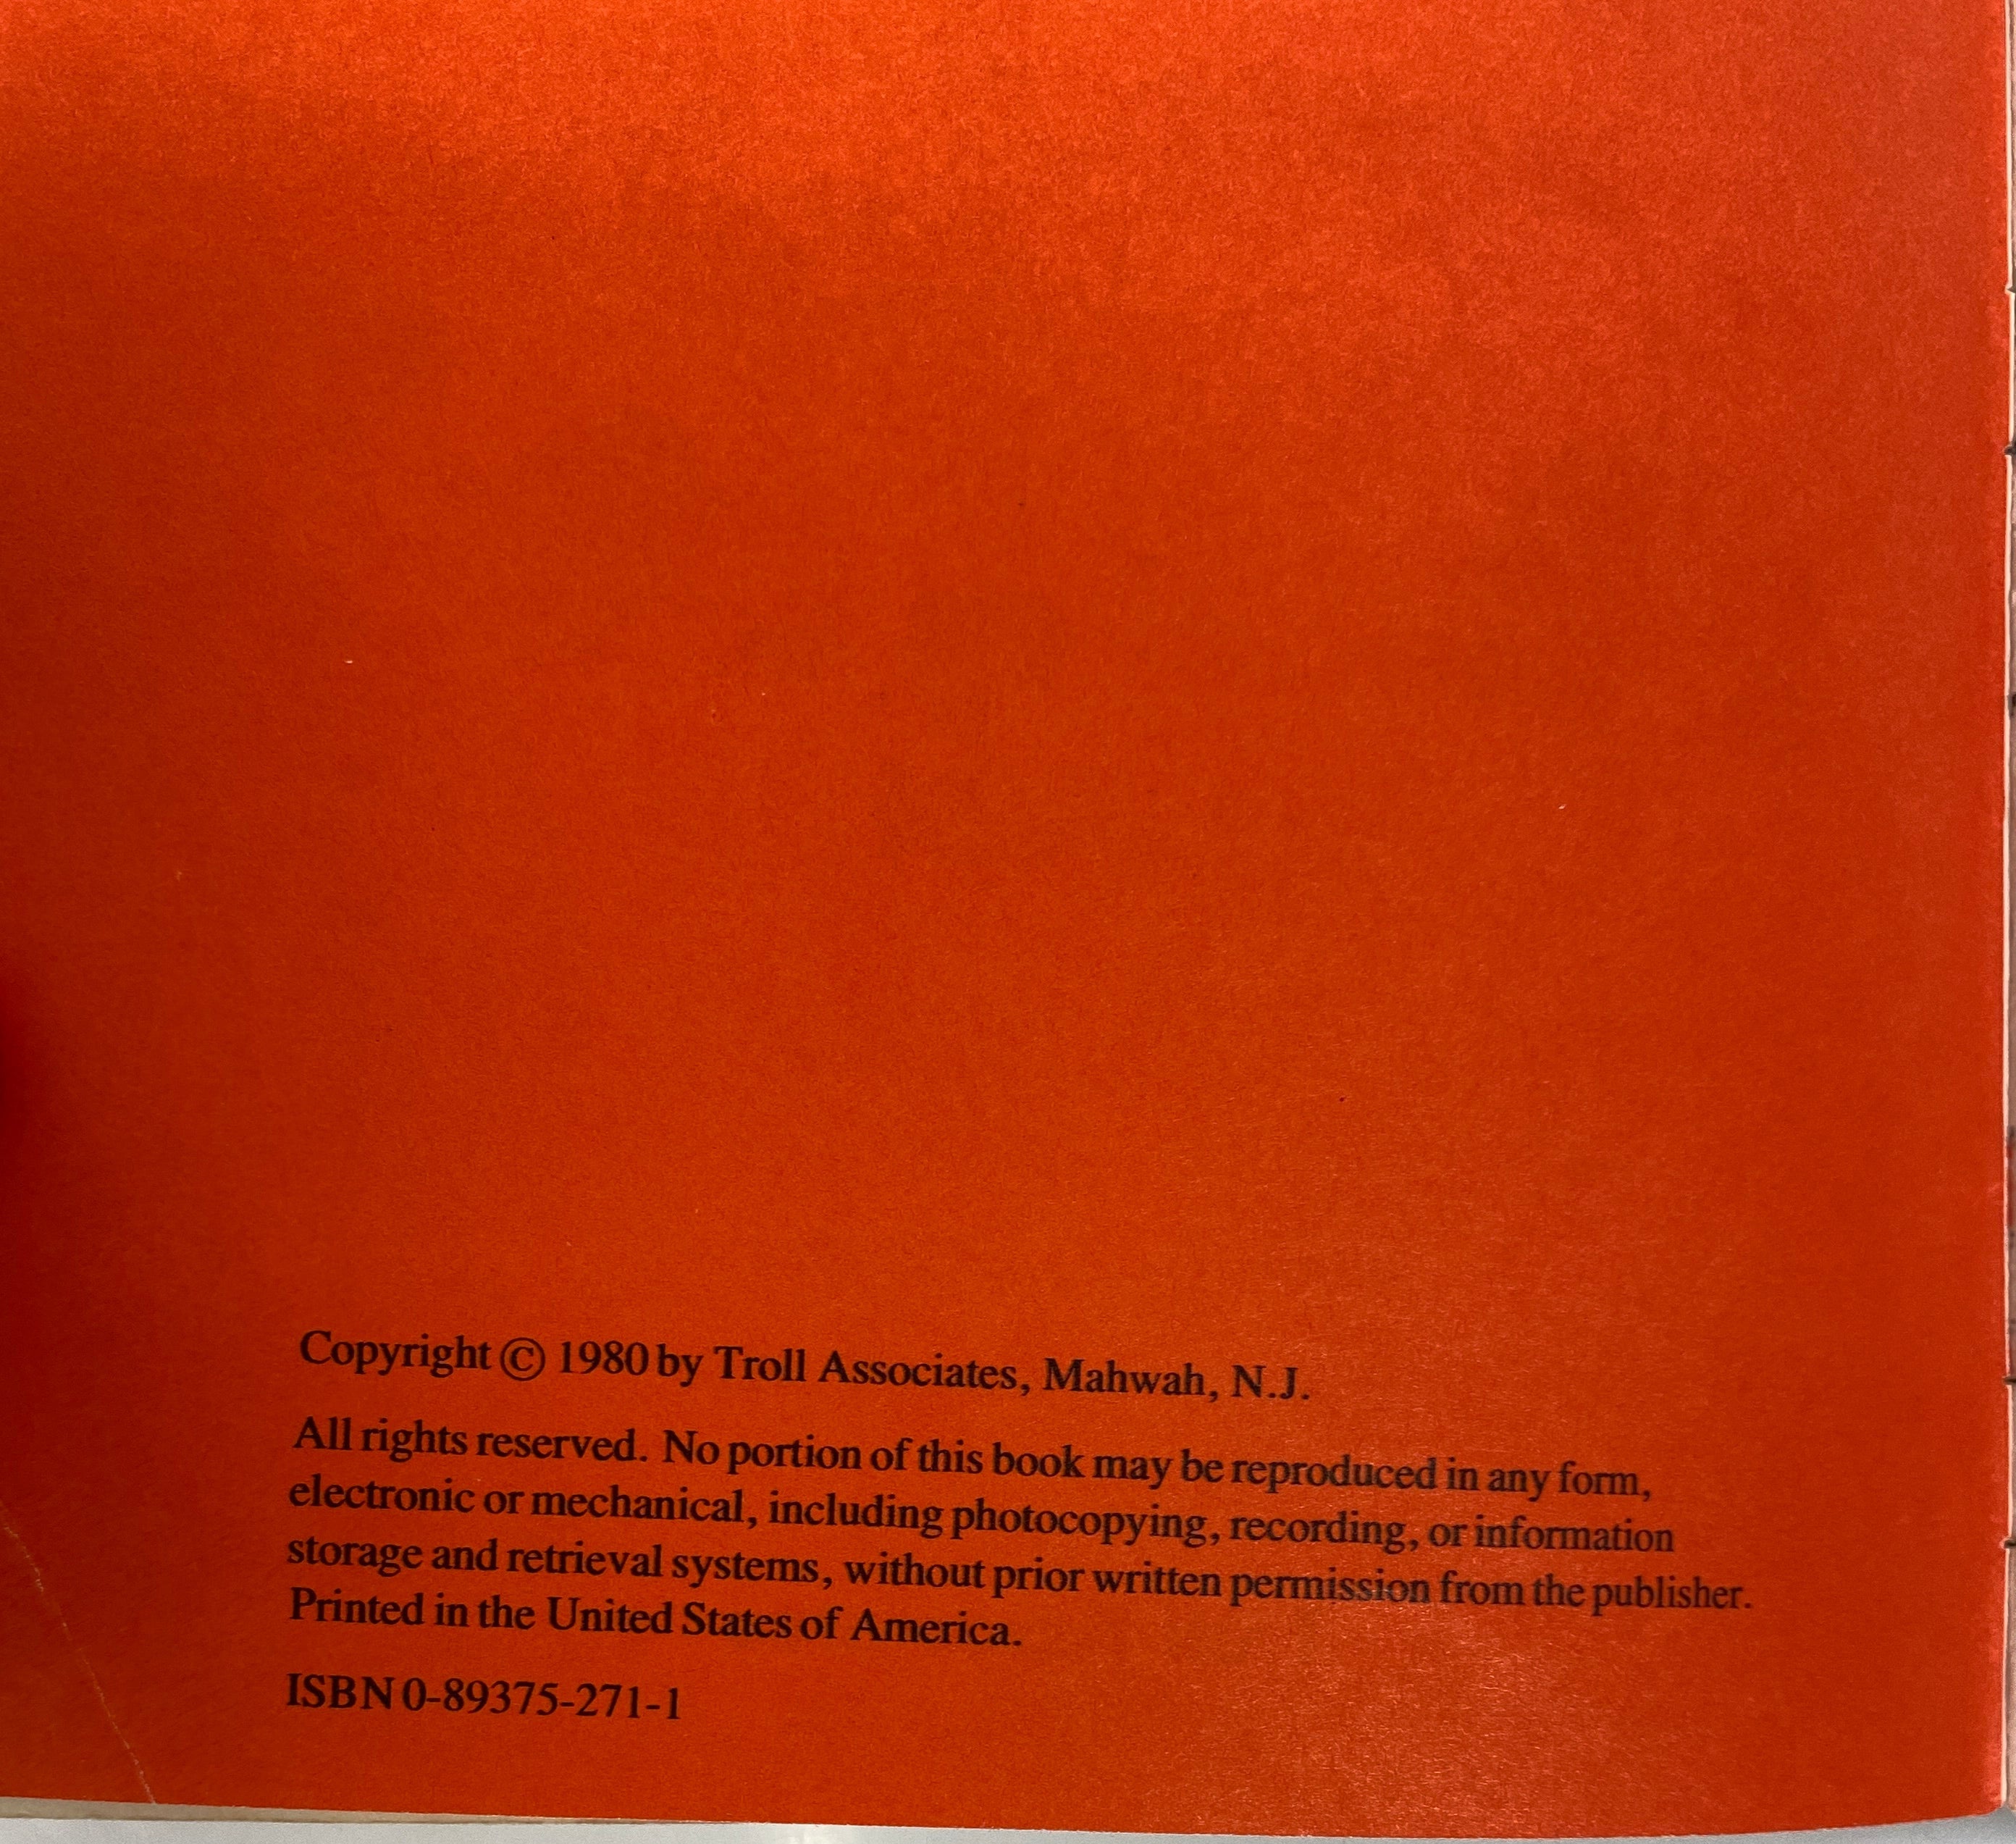 Copyright © 1980 by Troll Associates, Mahwah, N.J.
All rights reserved. No portion of this book may be reproduced in any form,
electronic or mechanical, including photocopying, recording, or information
storage and retrieval systems, without prior written permission from the publisher.
Printed in the United States of America.
ISBN 0-89375-271-1